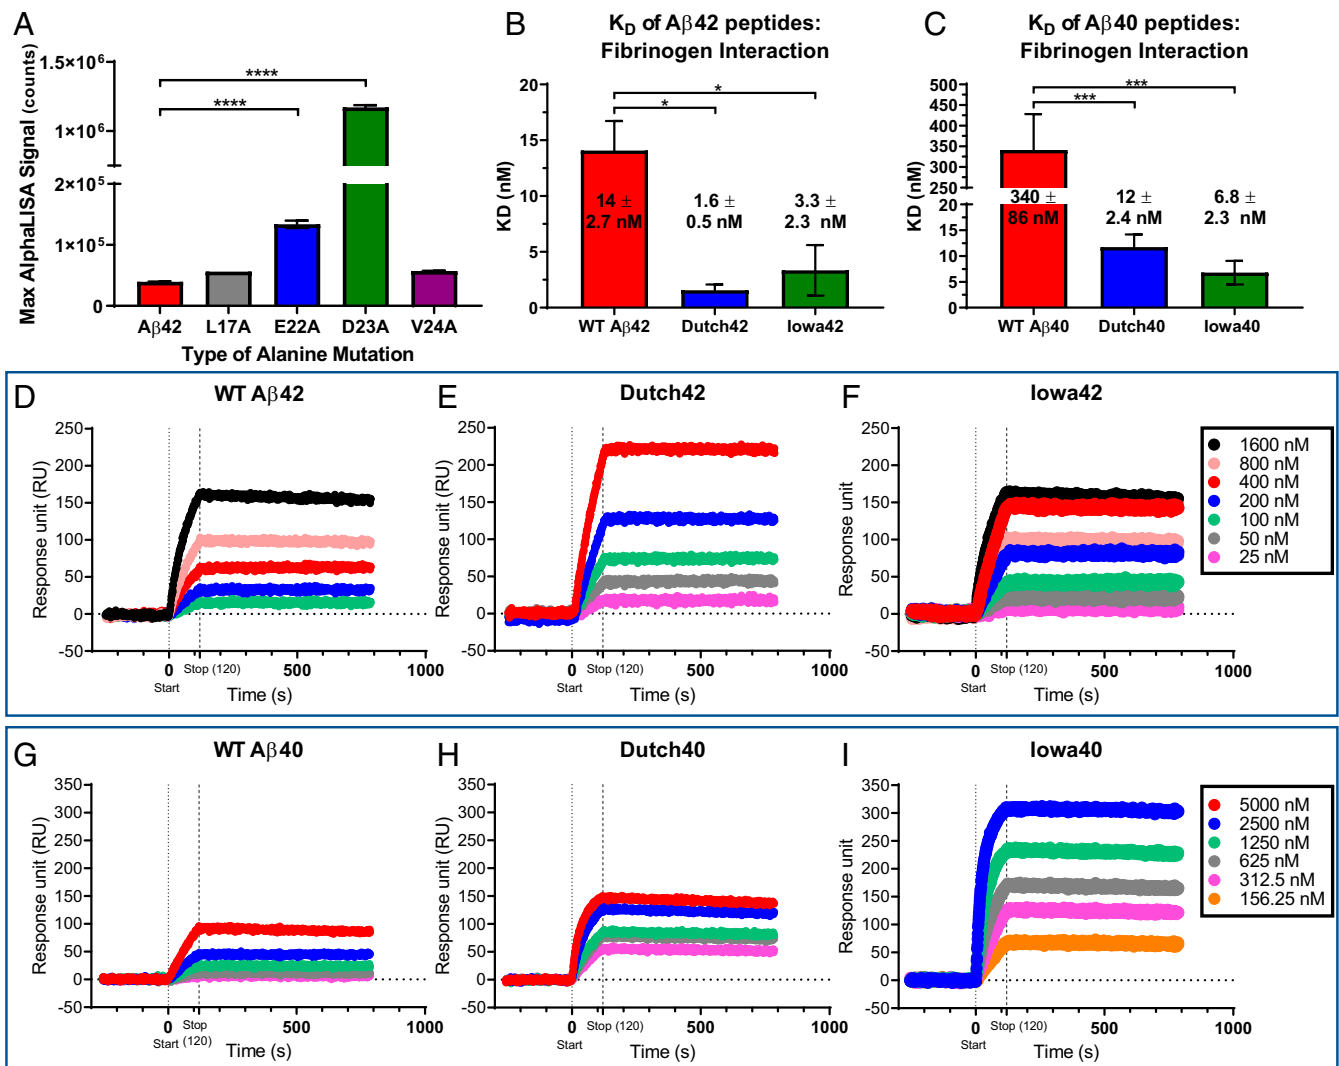 A
Max AlphaLISA Signal (counts)
1.5×10⁶
1×10⁶
2×10⁵
1×10⁵
0
****
****
Aβ42 L17A E22A D23A V24A
Type of Alanine Mutation
B
K_D of Aβ42 peptides:
Fibrinogen Interaction
KD (nM)
20
15
10
5
0
*
*
14 ±
2.7 nM
1.6 ±
0.5 nM
3.3 ±
2.3 nM
WT Aβ42 Dutch42 Iowa42
C
K_D of Aβ40 peptides:
Fibrinogen Interaction
KD (nM)
500
450
400
350
300
250
20
15
10
5
0
***
***
340 ±
86 nM
12 ±
2.4 nM
6.8 ±
2.3 nM
WT Aβ40 Dutch40 Iowa40
D
WT Aβ42
Response unit (RU)
250
200
150
100
50
0
-50
0 500 1000
Start
Stop (120)
Time (s)
E
Dutch42
Response unit (RU)
250
200
150
100
50
0
-50
0 500 1000
Start
Stop (120)
Time (s)
F
Iowa42
Response unit
250
200
150
100
50
0
-50
0 500 1000
Start
Stop (120)
Time (s)
1600 nM
800 nM
400 nM
200 nM
100 nM
50 nM
25 nM
G
WT Aβ40
Response unit (RU)
350
300
250
200
150
100
50
0
-50
0 500 1000
Start
Stop
(120)
Time (s)
H
Dutch40
Response unit (RU)
350
300
250
200
150
100
50
0
-50
0 500 1000
Start
Stop (120)
Time (s)
I
Iowa40
Response unit
350
300
250
200
150
100
50
0
-50
0 500 1000
Start
Stop (120)
Time (s)
5000 nM
2500 nM
1250 nM
625 nM
312.5 nM
156.25 nM